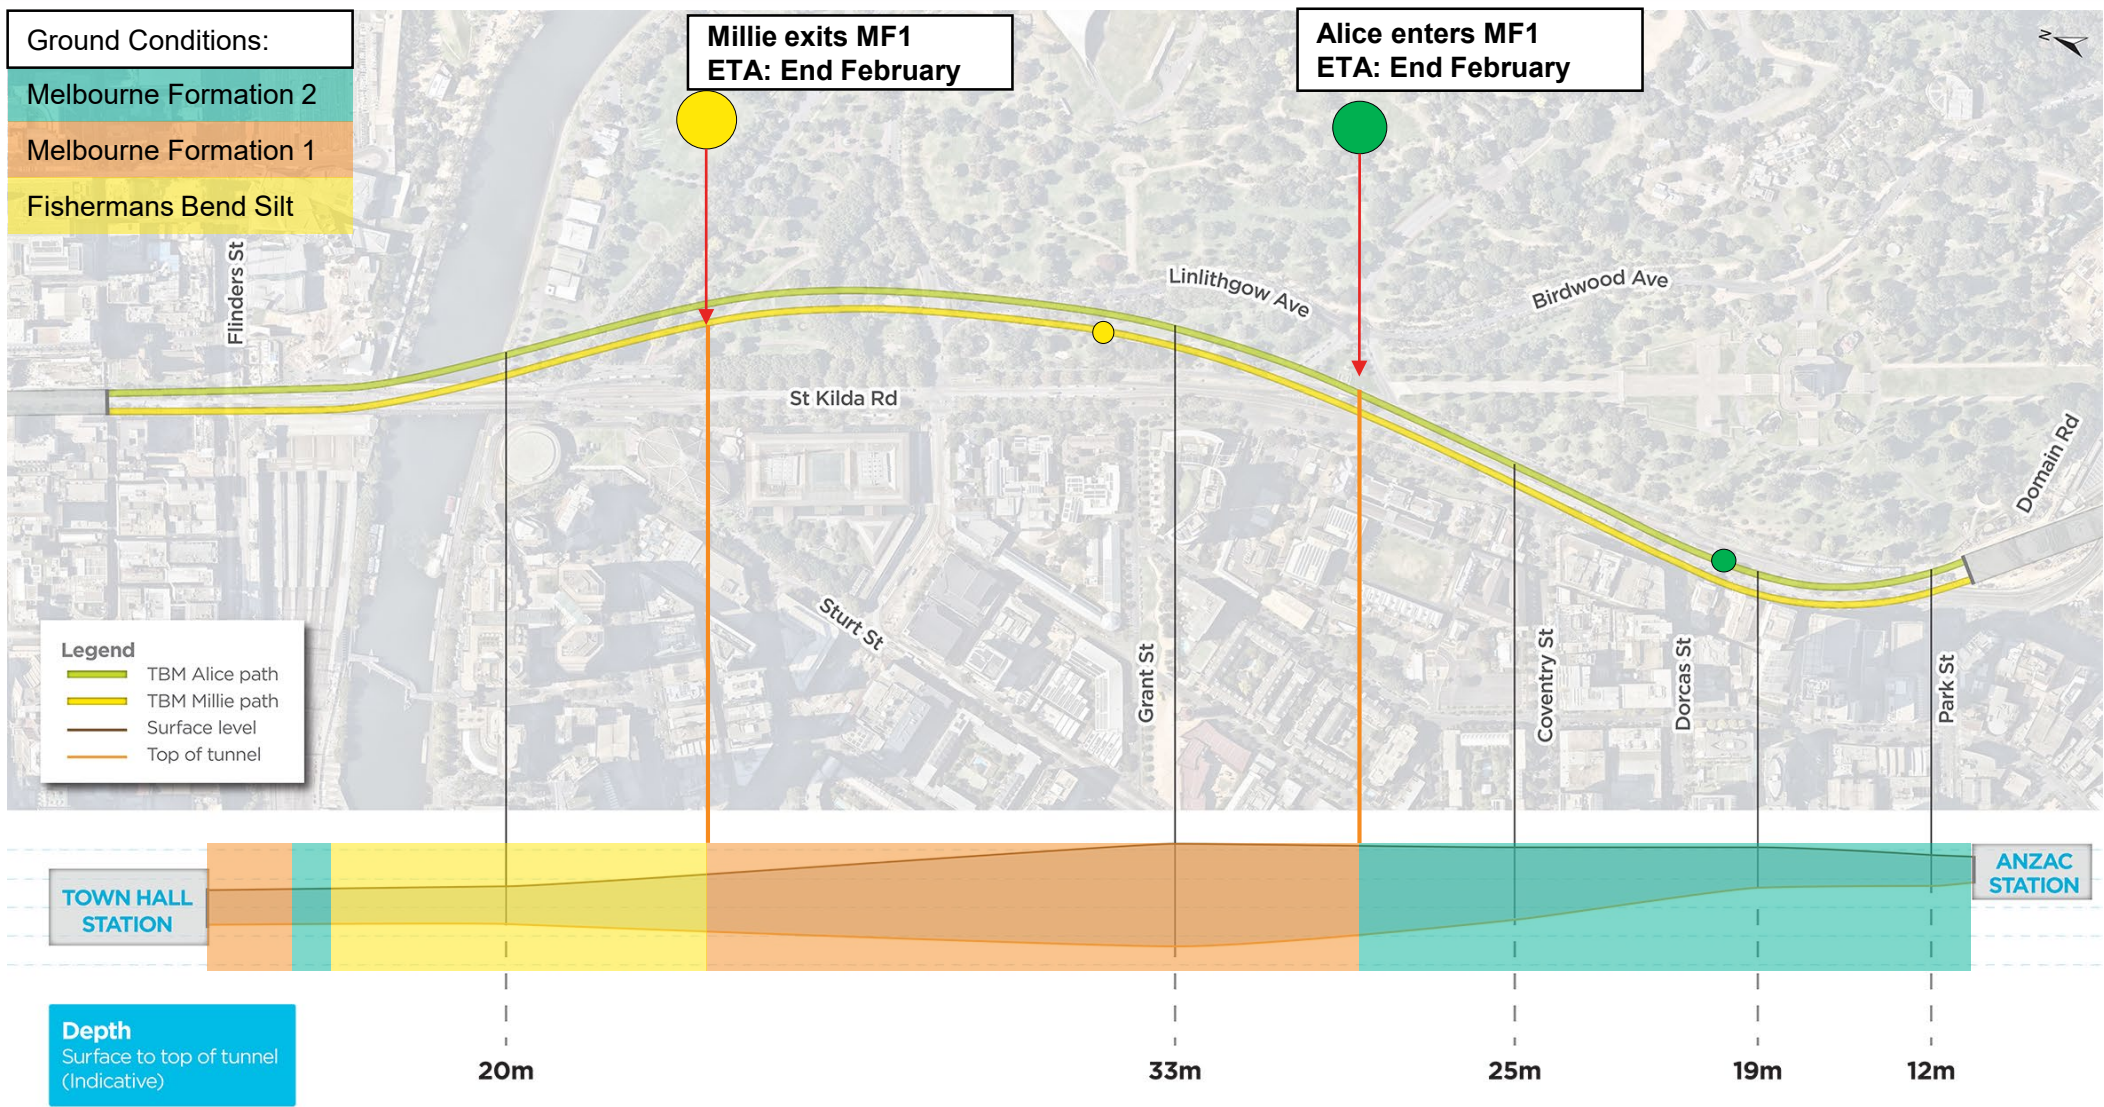 Ground Conditions:
Melbourne Formation 2
Melbourne Formation 1
Fishermans Bend Silt
Millie exits MF1
ETA: End February
Alice enters MF1
ETA: End February
N
Flinders St
Linlithgow Ave
Birdwood Ave
St Kilda Rd
Domain Rd
Sturt St
Grant St
Coventry St
Dorcas St
Park St
Legend
TBM Alice path
TBM Millie path
Surface level
Top of tunnel
TOWN HALL
STATION
ANZAC
STATION
Depth
Surface to top of tunnel
(Indicative)
20m
33m
25m
19m
12m